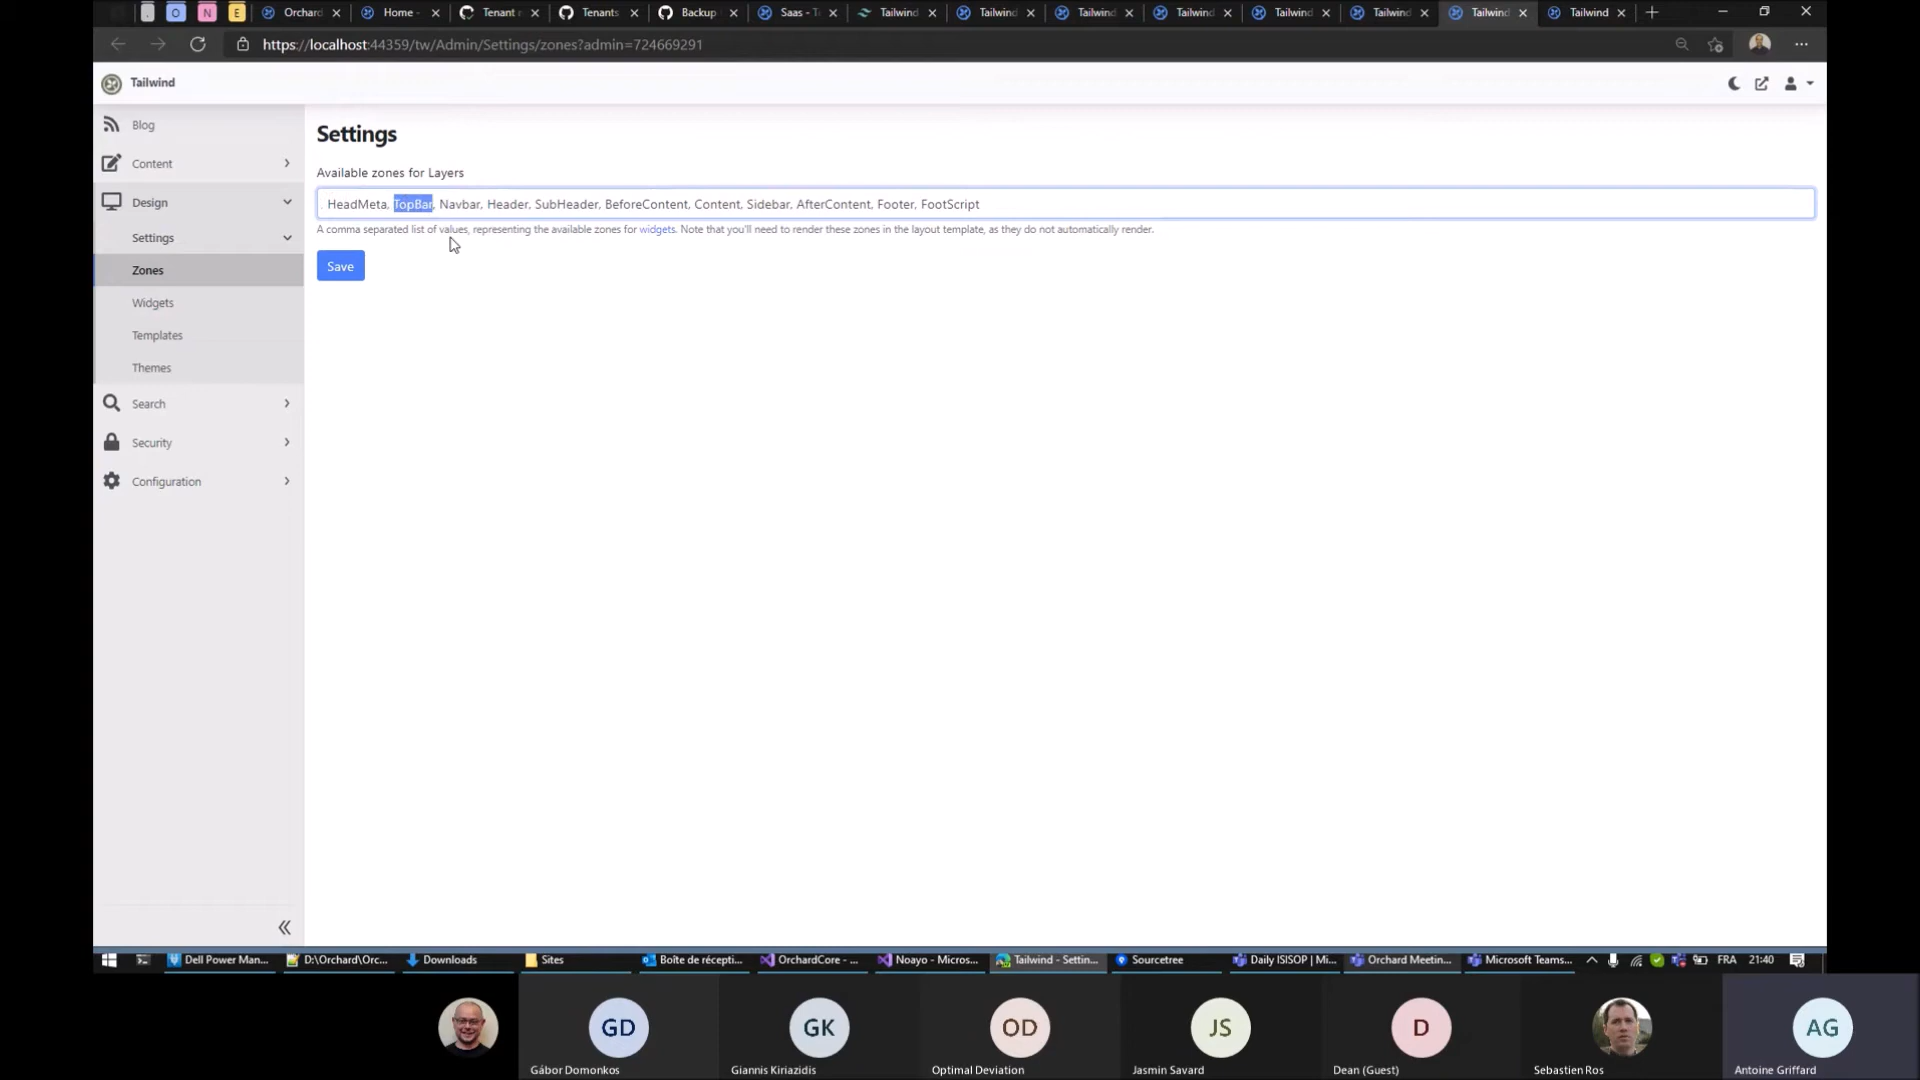 O
N
E
Orchard
Home -
Tenant
Tenants
Backup
Saas - T
Tailwind
Tailwind
Tailwind
Tailwind
Tailwind
Tailwind
Tailwind
Tailwind
https://localhost:44359/tw/Admin/Settings/zones?admin=724669291
Tailwind
Blog
Content
Design
Settings
Zones
Widgets
Templates
Themes
Search
Security
Configuration
Settings
Available zones for Layers
HeadMeta, TopBar, Navbar, Header, SubHeader, BeforeContent, Content, Sidebar, AfterContent, Footer, FootScript
A comma separated list of values, representing the available zones for widgets. Note that you'll need to render these zones in the layout template, as they do not automatically render.
Save
Dell Power Man...
D:\Orchard\Orc...
Downloads
Sites
Boîte de récepti...
OrchardCore - ...
Noayo - Micros...
Tailwind - Settin...
Sourcetree
Daily ISISOP | Mi...
Orchard Meetin...
Microsoft Teams...
FRA
21:40
GD
GK
OD
JS
D
AG
Gábor Domonkos
Giannis Kiriazidis
Optimal Deviation
Jasmin Savard
Dean (Guest)
Sebastien Ros
Antoine Griffard